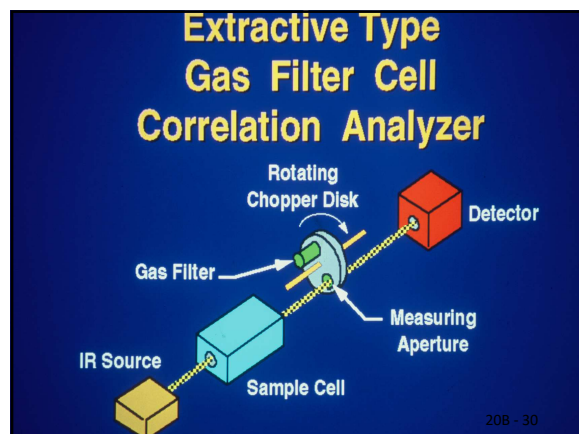 Extractive Type
Gas Filter Cell
Correlation Analyzer
Rotating
Chopper Disk
Detector
Gas Filter
Measuring
Aperture
IR Source
Sample Cell
20B - 30